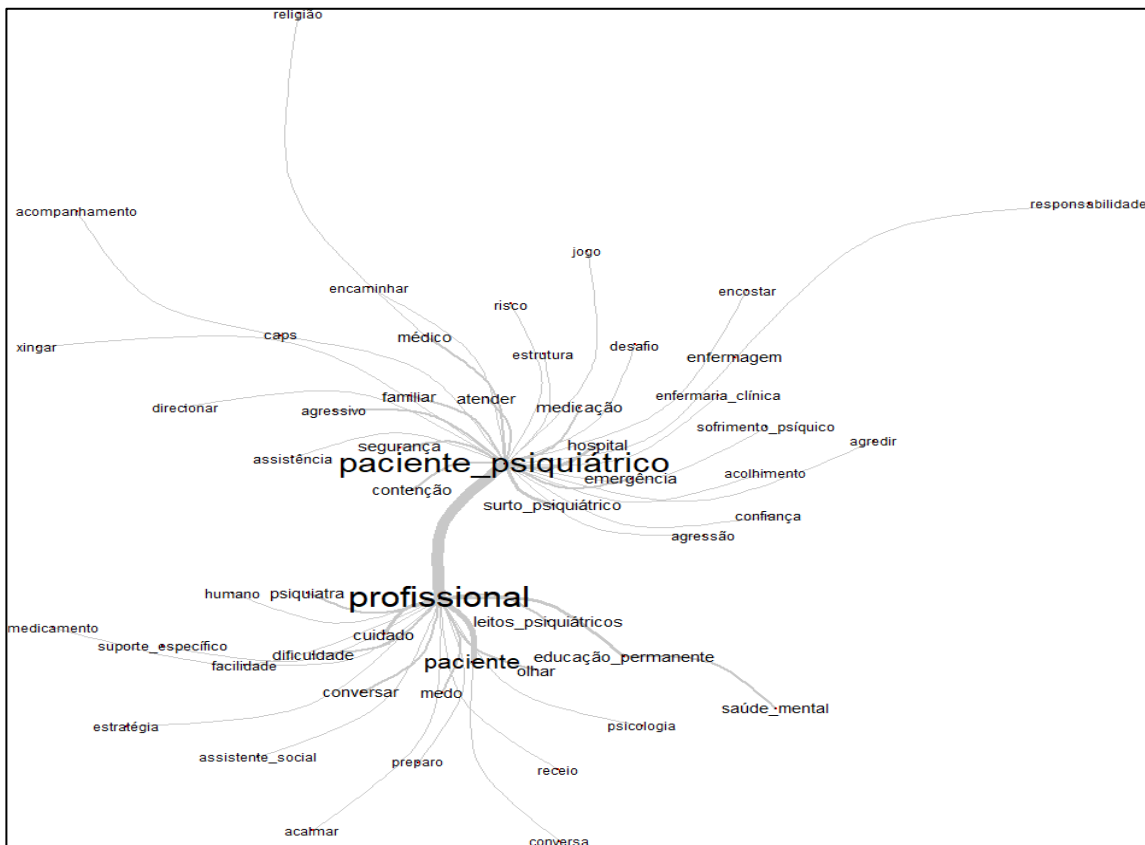 religião
acompanhamento
responsabilidade
jogo
encaminhar
encostar
risco
caps
médico
xingar
desafio
estrutura
enfermagem
familiar
atender
enfermaria_clínica
direcionar
agressivo
medicação
sofrimento_psíquico
segurança
hospital
agredir
assistência
paciente_psiquiátrico
emergência
acolhimento
contenção
surto_psiquiátrico
confiança
agressão
humano
psiquiatra
profissional
medicamento
leitos_psiquiátricos
suporte_específico
cuidado
dificuldade
facilidade
paciente
educação_permanente
olhar
conversar
medo
saúde_mental
estratégia
psicologia
assistente_social
preparo
receio
acalmar
conversa